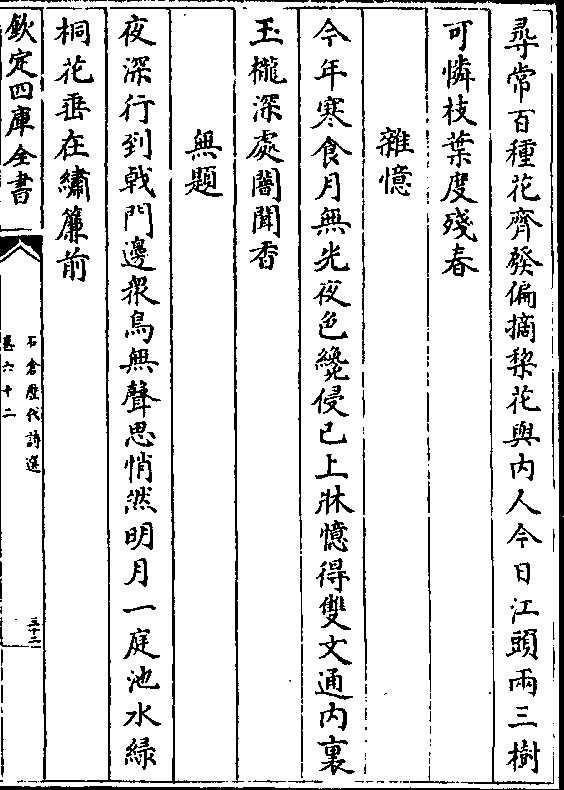 尋常百種花齊發偏摘棃花與内人今日江頭兩三樹
可憐枝葉度殘春
雜憶
今年寒食月無光夜色纔侵已上牀憶得雙文通内裏
玉櫳深處闇聞香
無題
夜深行到戟門邊衆鳥無聲思悄然明月一庭池水緑
桐花垂在繡簾前
欽定四庫全書
石倉歴代詩選
卷六十二
三十二